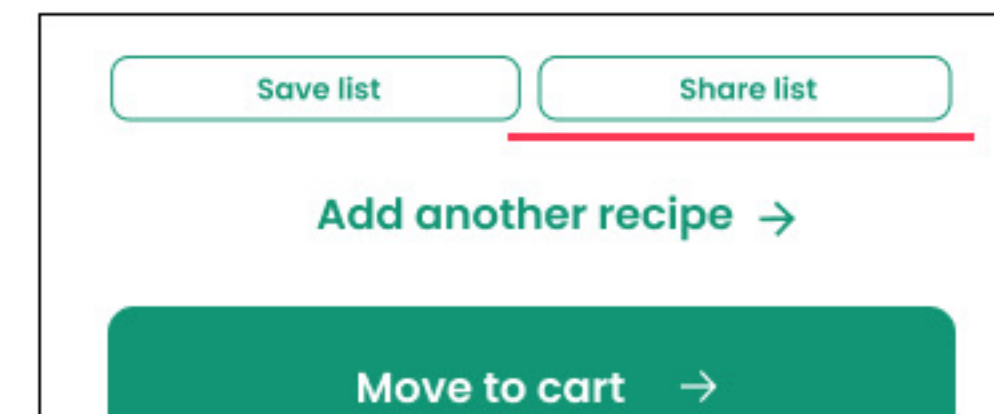 Save list
Share list
Add another recipe →
Move to cart →